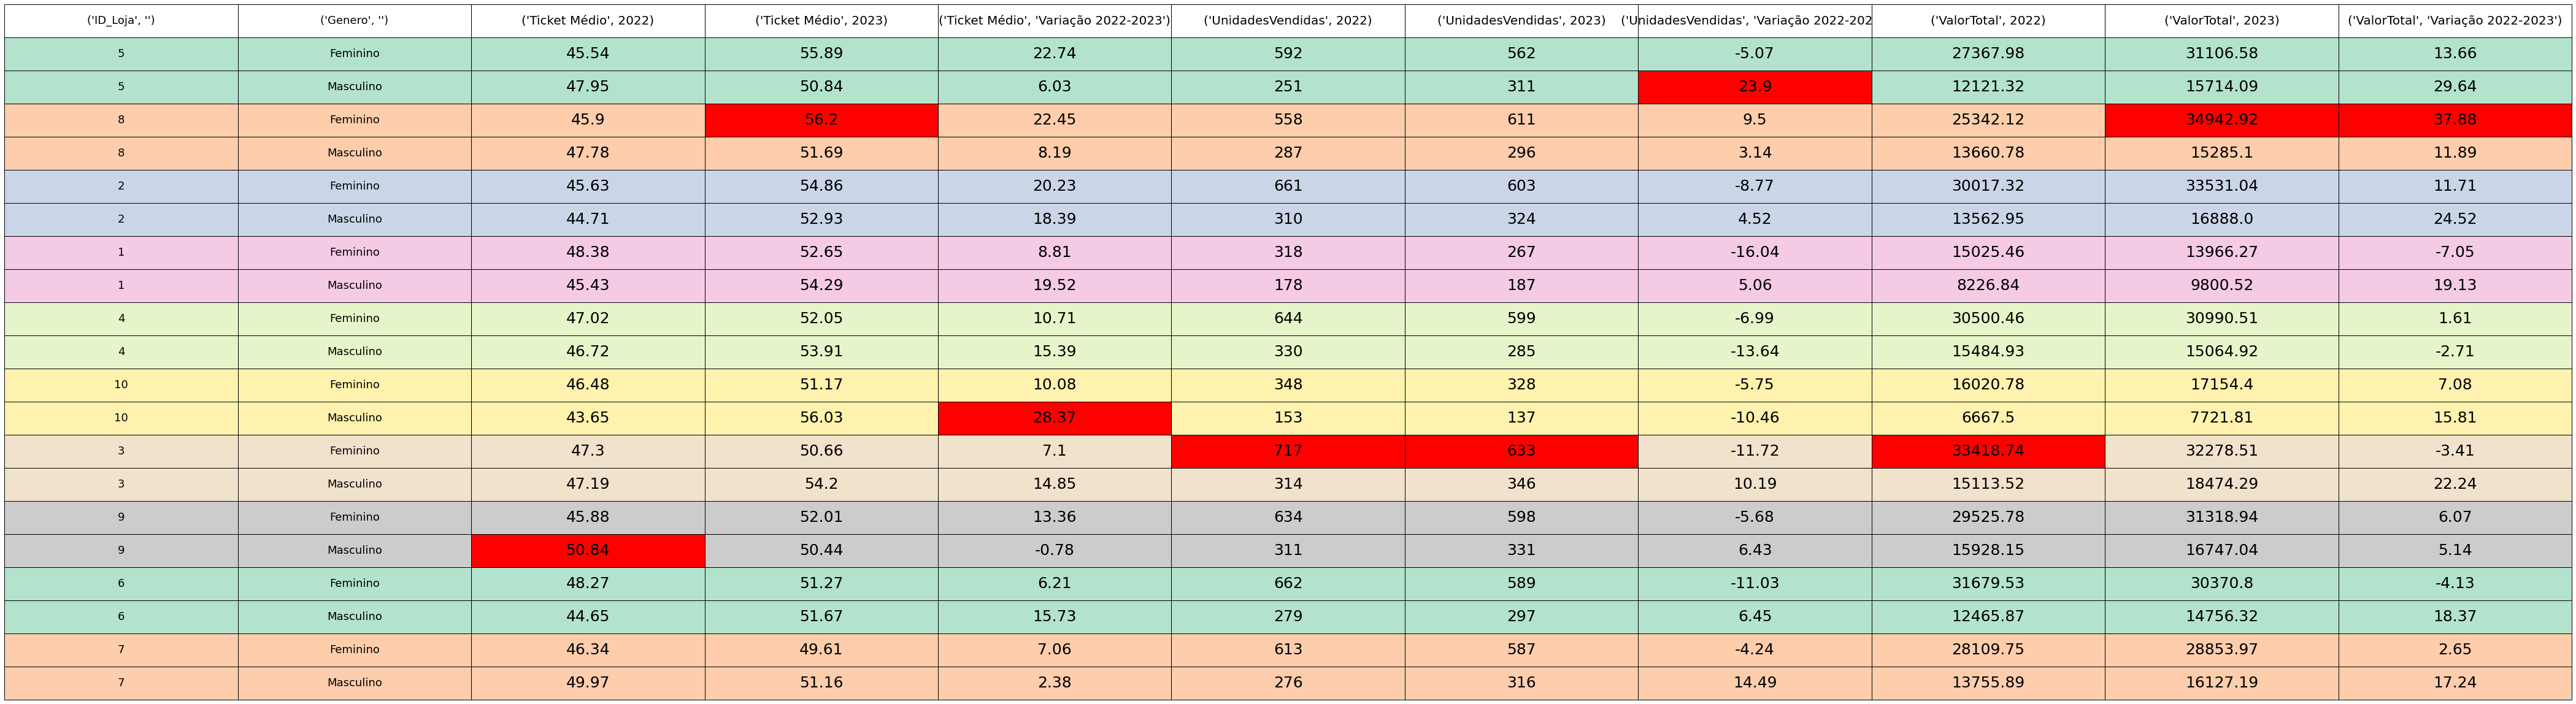 ('ID_Loja', '') ('Genero', '') ('Ticket Médio', 2022) ('Ticket Médio', 2023) ('Ticket Médio', 'Variação 2022-2023') ('UnidadesVendidas', 2022) ('UnidadesVendidas', 2023) ('UnidadesVendidas', 'Variação 2022-202 ('ValorTotal', 2022) ('ValorTotal', 2023) ('ValorTotal', 'Variação 2022-2023')
5 Feminino 45.54 55.89 22.74 592 562 -5.07 27367.98 31106.58 13.66
5 Masculino 47.95 50.84 6.03 251 311 23.9 12121.32 15714.09 29.64
8 Feminino 45.9 56.2 22.45 558 611 9.5 25342.12 34942.92 37.88
8 Masculino 47.78 51.69 8.19 287 296 3.14 13660.78 15285.1 11.89
2 Feminino 45.63 54.86 20.23 661 603 -8.77 30017.32 33531.04 11.71
2 Masculino 44.71 52.93 18.39 310 324 4.52 13562.95 16888.0 24.52
1 Feminino 48.38 52.65 8.81 318 267 -16.04 15025.46 13966.27 -7.05
1 Masculino 45.43 54.29 19.52 178 187 5.06 8226.84 9800.52 19.13
4 Feminino 47.02 52.05 10.71 644 599 -6.99 30500.46 30990.51 1.61
4 Masculino 46.72 53.91 15.39 330 285 -13.64 15484.93 15064.92 -2.71
10 Feminino 46.48 51.17 10.08 348 328 -5.75 16020.78 17154.4 7.08
10 Masculino 43.65 56.03 28.37 153 137 -10.46 6667.5 7721.81 15.81
3 Feminino 47.3 50.66 7.1 717 633 -11.72 33418.74 32278.51 -3.41
3 Masculino 47.19 54.2 14.85 314 346 10.19 15113.52 18474.29 22.24
9 Feminino 45.88 52.01 13.36 634 598 -5.68 29525.78 31318.94 6.07
9 Masculino 50.84 50.44 -0.78 311 331 6.43 15928.15 16747.04 5.14
6 Feminino 48.27 51.27 6.21 662 589 -11.03 31679.53 30370.8 -4.13
6 Masculino 44.65 51.67 15.73 279 297 6.45 12465.87 14756.32 18.37
7 Feminino 46.34 49.61 7.06 613 587 -4.24 28109.75 28853.97 2.65
7 Masculino 49.97 51.16 2.38 276 316 14.49 13755.89 16127.19 17.24